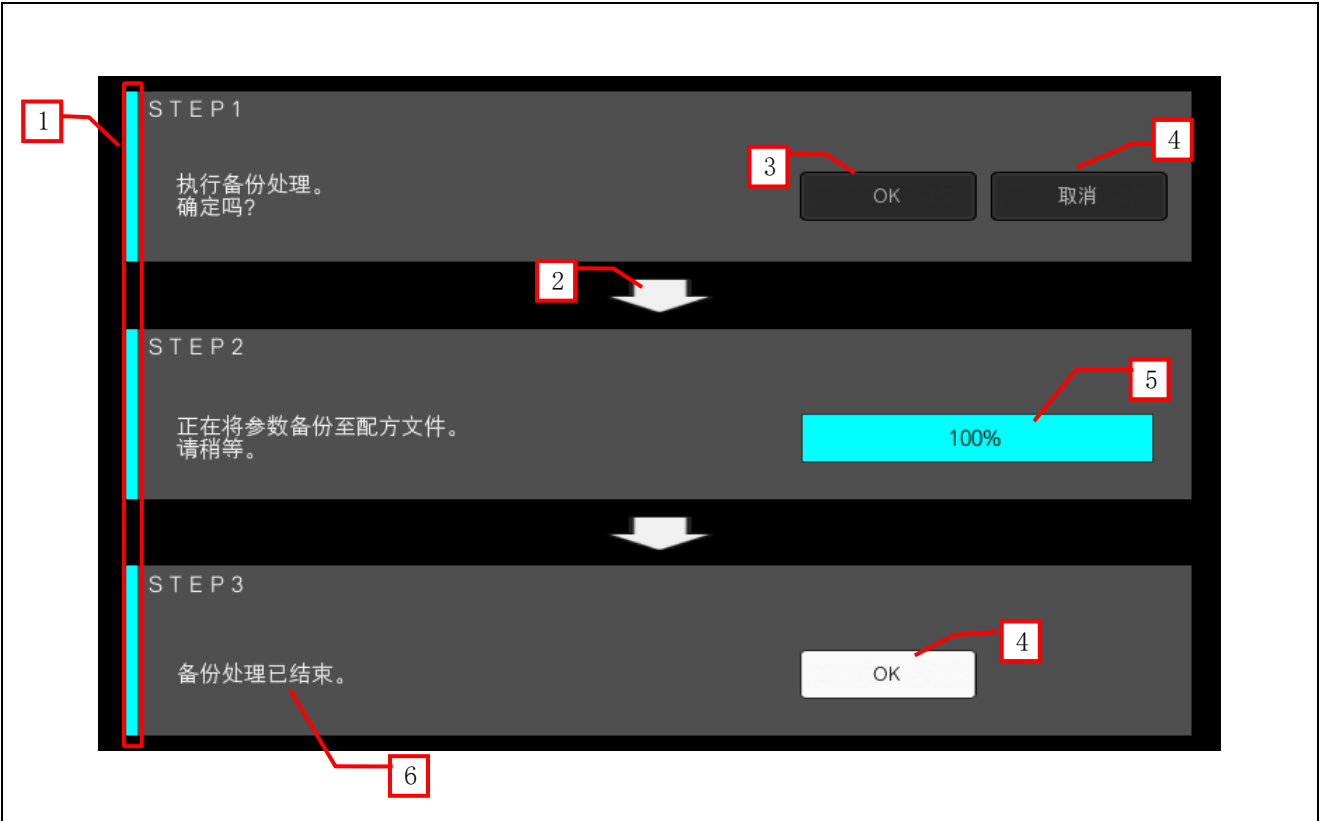 1
STEP1
4
3
执行备份处理。
确定吗?
OK
取消
2
STEP2
5
正在将参数备份至配方文件。
请稍等。
100%
STEP3
4
备份处理已结束。
OK
6